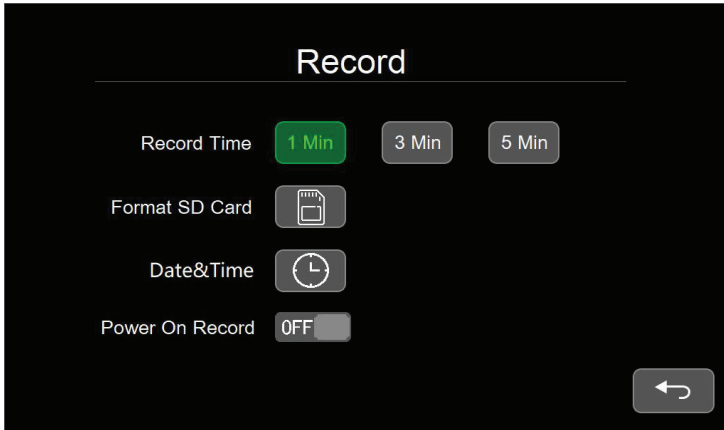 Record
Record Time 1 Min 3 Min 5 Min
Format SD Card
Date&Time
Power On Record OFF